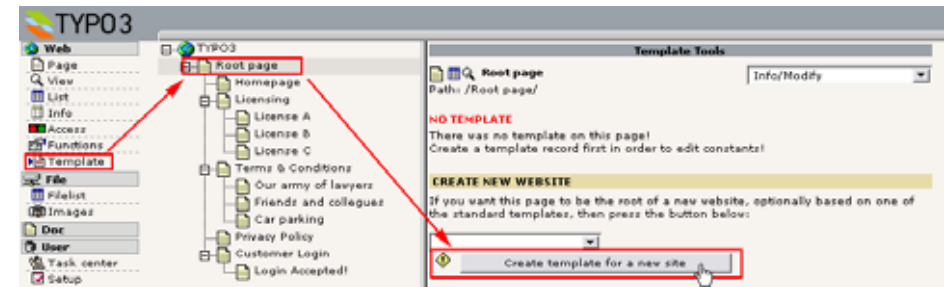 TYPO3
Web
Page
View
List
Info
Access
Functions
Template
File
Filelist
Images
Doc
User
Task center
Setup
TYPO3
Root page
Homepage
Licensing
License A
License B
License C
Terms & Conditions
Our army of lawyers
Friends and collegues
Car parking
Privacy Policy
Customer Login
Login Accepted!
Template Tools
Root page
Info/Modify
Path: /Root page/
NO TEMPLATE
There was no template on this page!
Create a template record first in order to edit constants!
CREATE NEW WEBSITE
If you want this page to be the root of a new website, optionally based on one of
the standard templates, then press the button below:
Create template for a new site